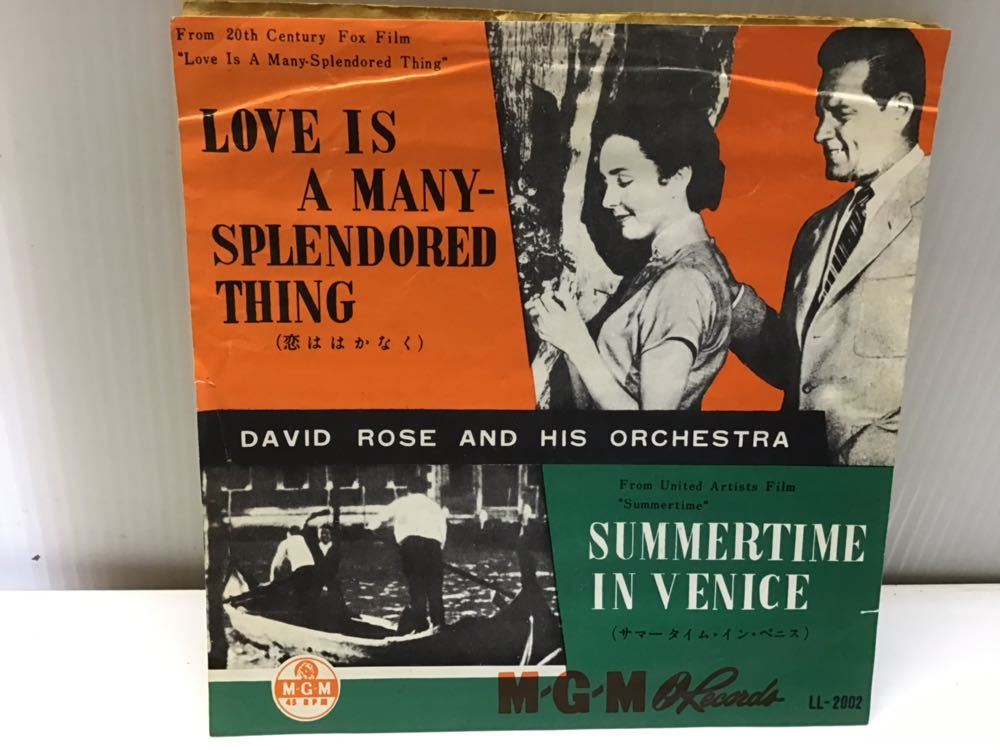 From 20th Century Fox Film
"Love Is A Many-Splendored Thing"
LOVE IS
A MANY-
SPLENDORED
THING
(恋ははかなく)
DAVID ROSE AND HIS ORCHESTRA
From United Artists Film
"Summertime"
SUMMERTIME
IN VENICE
(サマータイム・イン・ベニス)
M-G-M
45 RPM
M-G-M Records
LL-2002